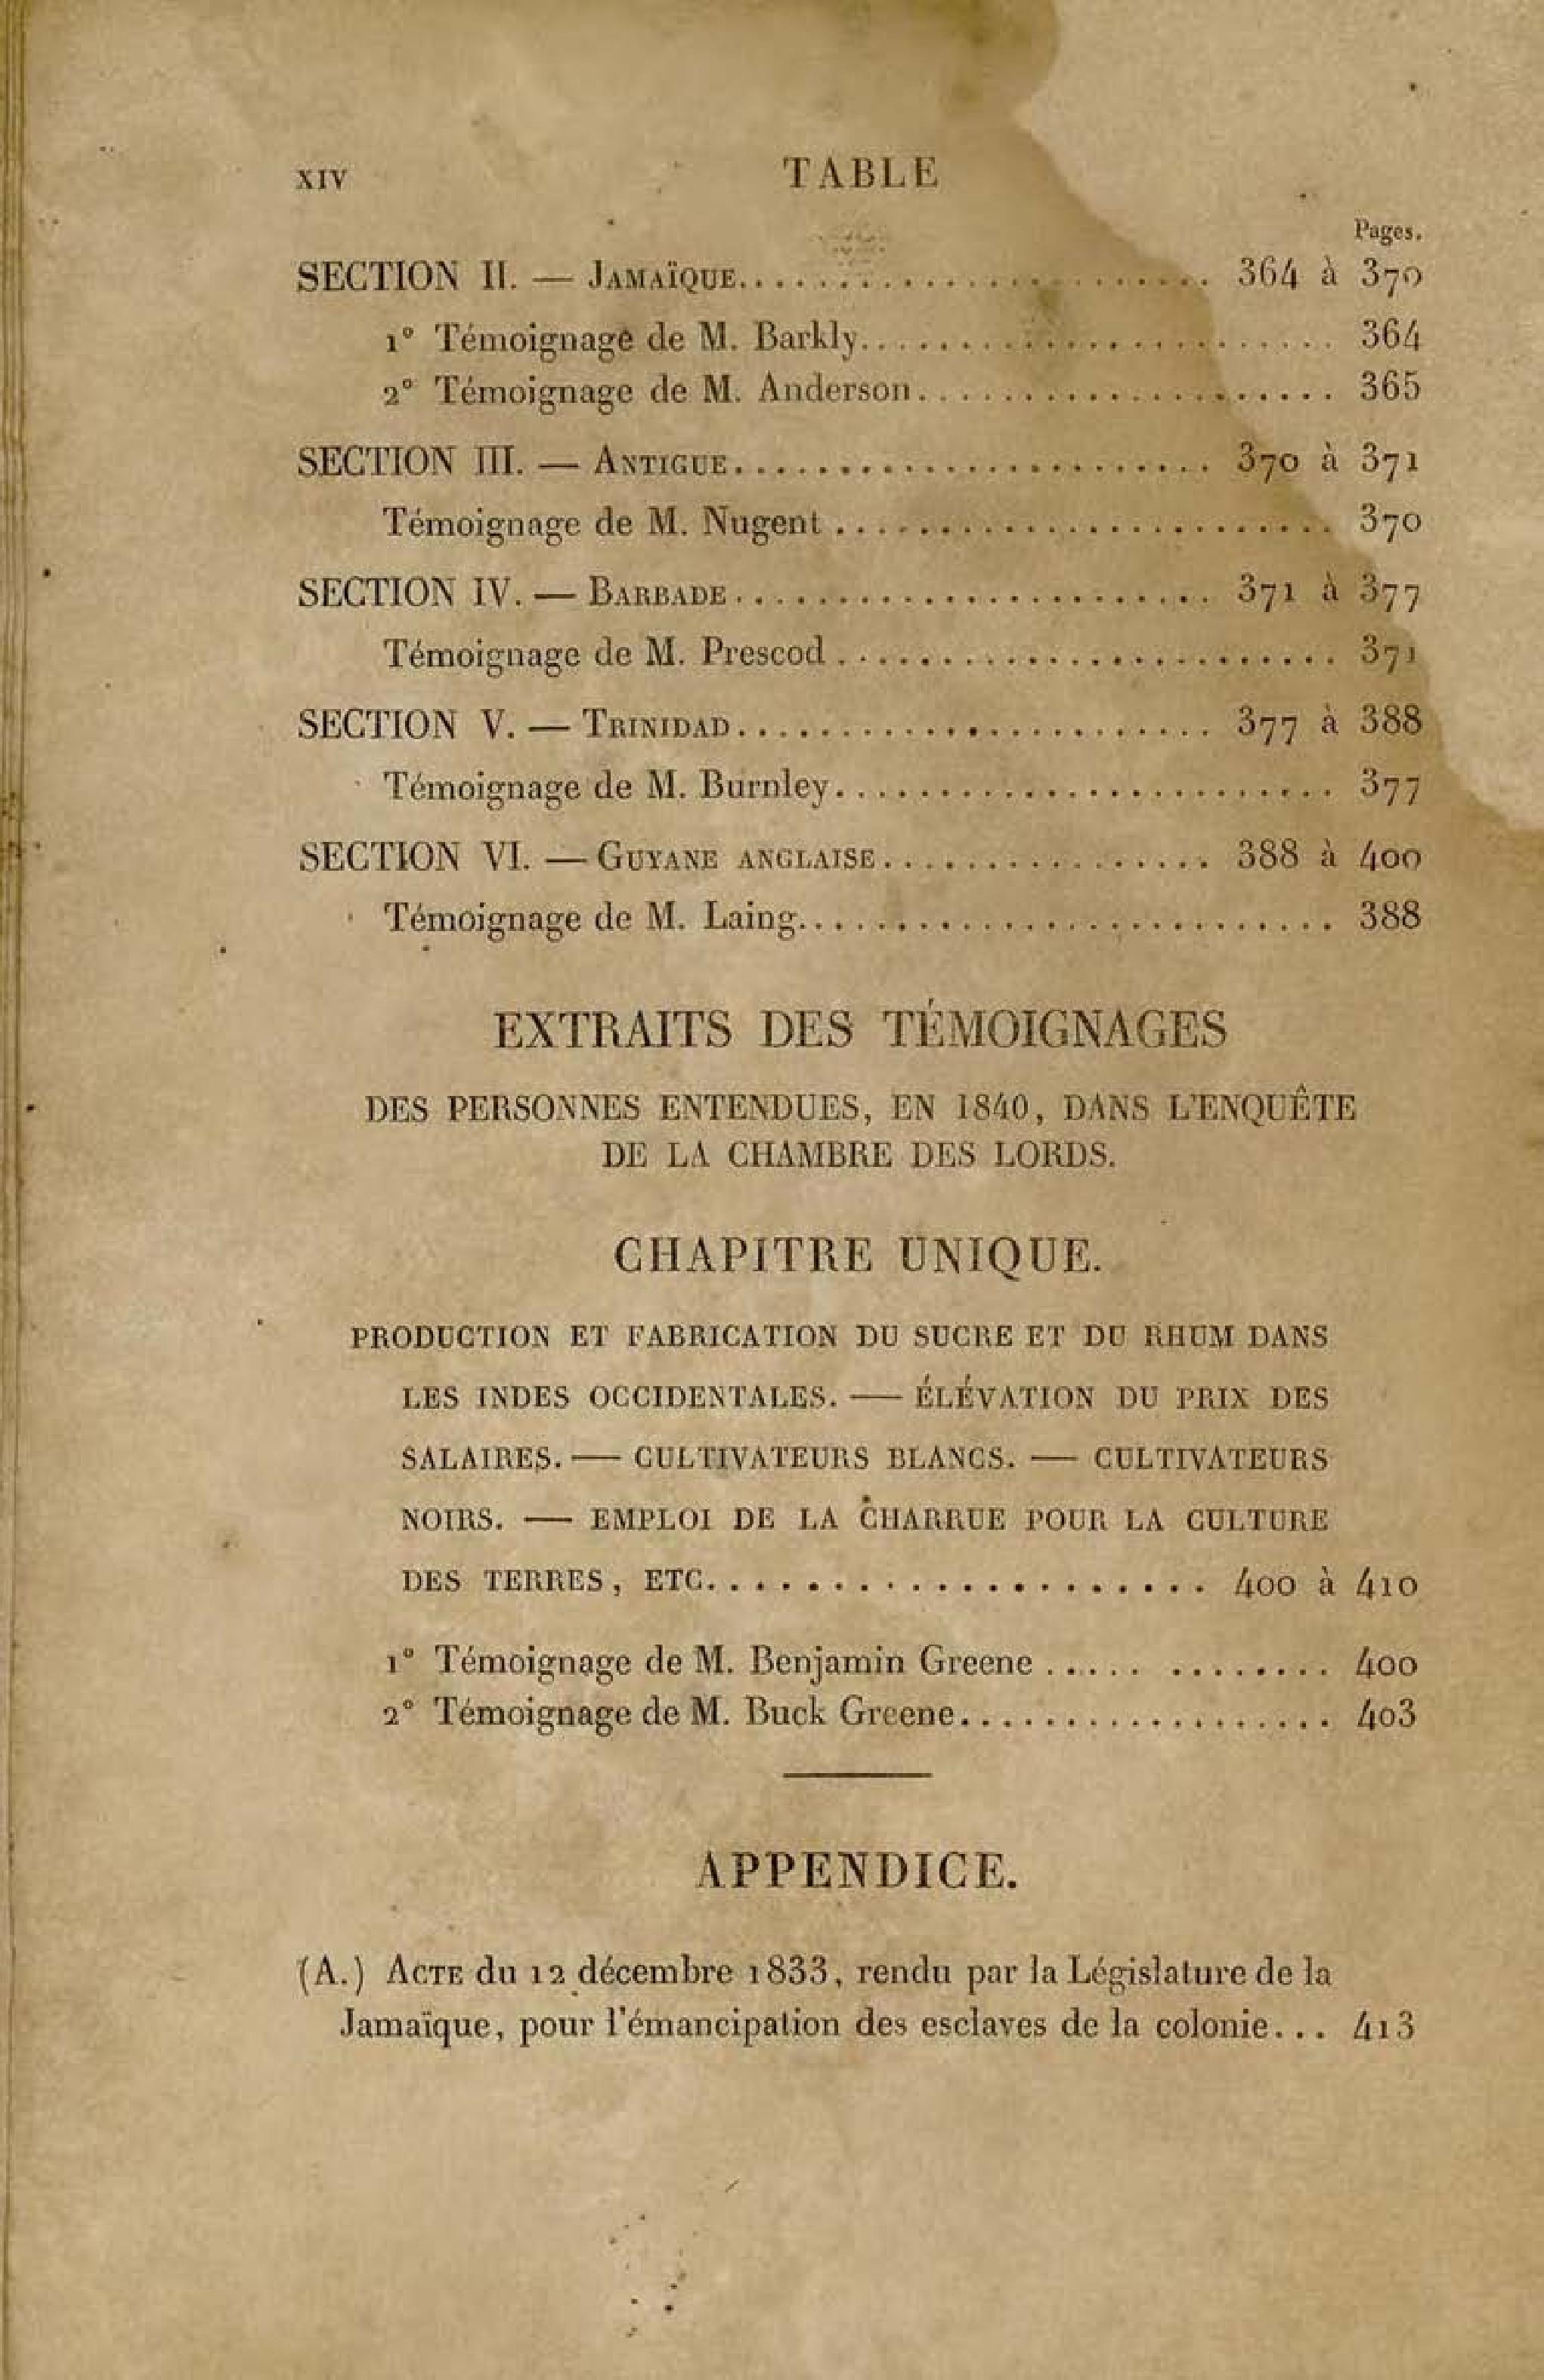 XIV TABLE
Pages.
SECTION II. — JAMAÏQUE........................ 364 à 370
1° Témoignage de M. Barkly....................... 364
2° Témoignage de M. Anderson..................... 365
SECTION III. — ANTIGUE........................ 370 à 371
Témoignage de M. Nugent ........................ 370
SECTION IV. — BARBADE........................ 371 à 377
Témoignage de M. Prescod ........................ 371
SECTION V. — TRINIDAD........................ 377 à 388
Témoignage de M. Burnley........................ 377
SECTION VI. — GUYANE ANGLAISE................ 388 à 400
Témoignage de M. Laing.......................... 388
EXTRAITS DES TÉMOIGNAGES
DES PERSONNES ENTENDUES, EN 1840, DANS L'ENQUÊTE
DE LA CHAMBRE DES LORDS.
CHAPITRE UNIQUE.
PRODUCTION ET FABRICATION DU SUCRE ET DU RHUM DANS
LES INDES OCCIDENTALES. — ÉLÉVATION DU PRIX DES
SALAIRES. — CULTIVATEURS BLANCS. — CULTIVATEURS
NOIRS. — EMPLOI DE LA CHARRUE POUR LA CULTURE
DES TERRES, ETC.................... 400 à 410
1° Témoignage de M. Benjamin Greene ..... ........ 400
2° Témoignage de M. Buck Greene................... 403
APPENDICE.
(A.) ACTE du 12 décembre 1833, rendu par la Législature de la
Jamaïque, pour l'émancipation des esclaves de la colonie... 413